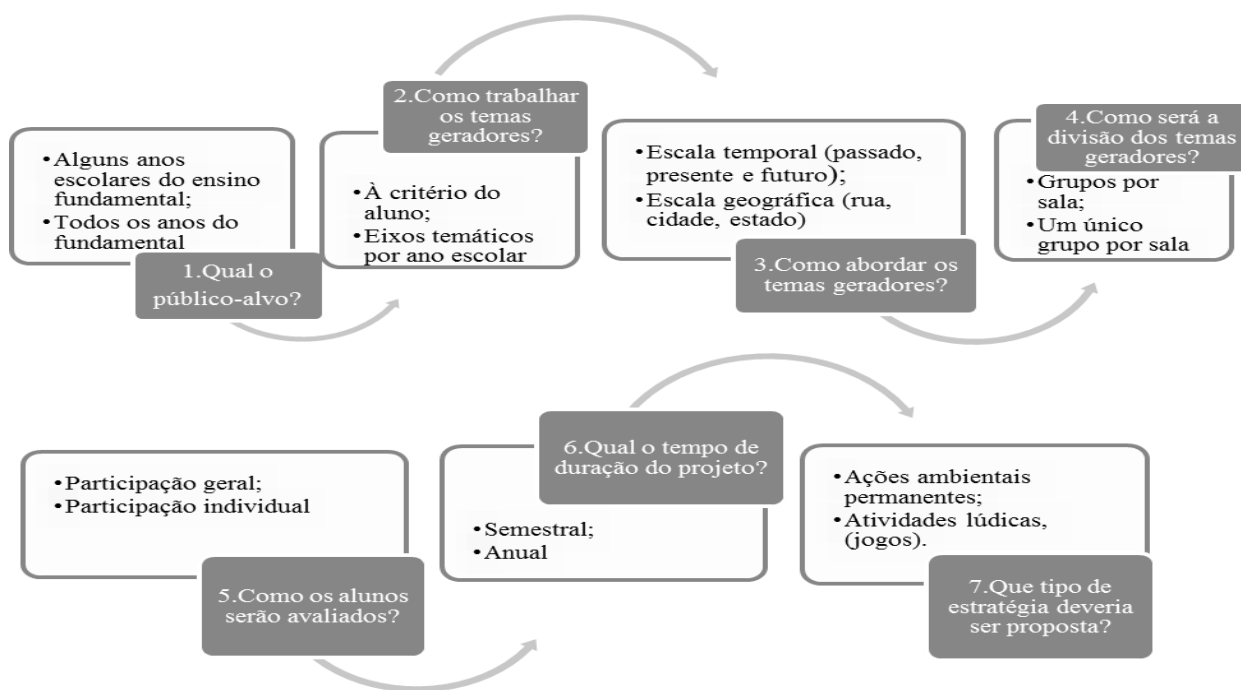 •Alguns anos
escolares do ensino
fundamental;
•Todos os anos do
fundamental
1.Qual o
público-alvo?
2.Como trabalhar
os temas
geradores?
•À critério do
aluno;
•Eixos temáticos
por ano escolar
•Escala temporal (passado,
presente e futuro);
•Escala geográfica (rua,
cidade, estado)
3.Como abordar os
temas geradores?
4.Como será a
divisão dos temas
geradores?
•Grupos por
sala;
•Um único
grupo por sala
•Participação geral;
•Participação individual
5.Como os alunos
serão avaliados?
6.Qual o tempo de
duração do projeto?
•Semestral;
•Anual
•Ações ambientais
permanentes;
•Atividades lúdicas,
(jogos).
7.Que tipo de
estratégia deveria
ser proposta?